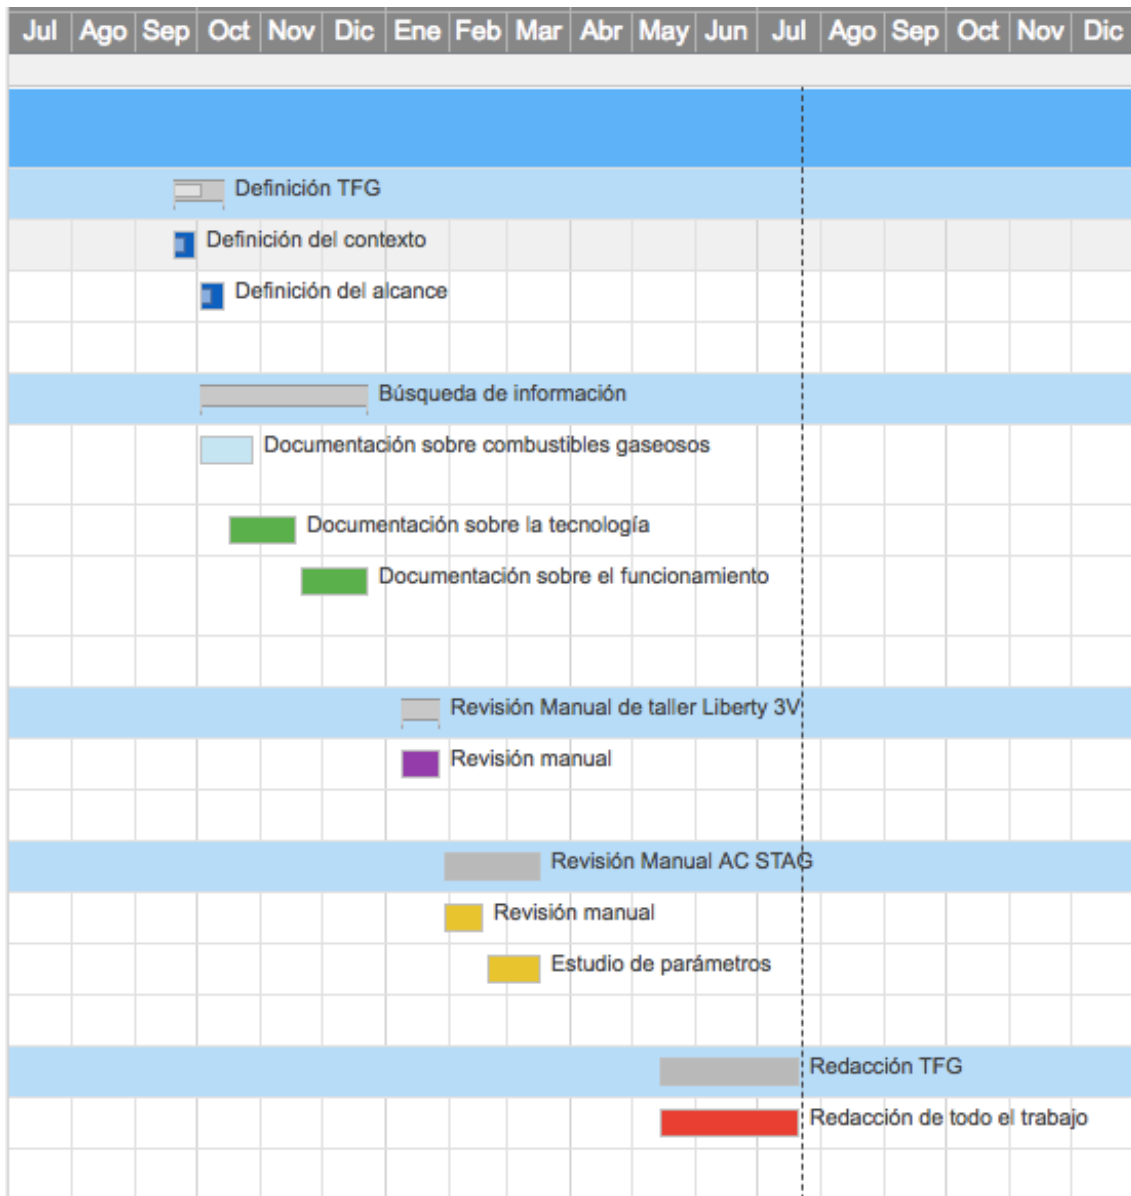 Jul Ago Sep Oct Nov Dic Ene Feb Mar Abr May Jun Jul Ago Sep Oct Nov Dic
Definición TFG
Definición del contexto
Definición del alcance
Búsqueda de información
Documentación sobre combustibles gaseosos
Documentación sobre la tecnología
Documentación sobre el funcionamiento
Revisión Manual de taller Liberty 3V
Revisión manual
Revisión Manual AC STAG
Revisión manual
Estudio de parámetros
Redacción TFG
Redacción de todo el trabajo